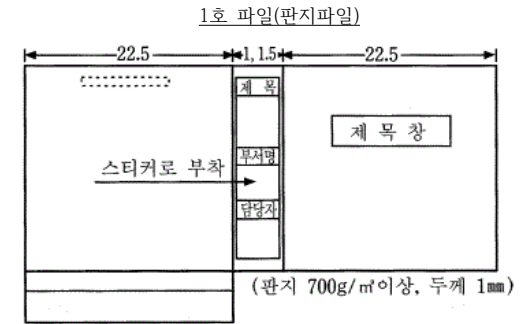 1호 파일(판지파일)
22.5 1, 1.5 22.5
제 목
제 목 창
부서명
스티커로 부착
담당자
(판지 700g/㎡이상, 두께 1㎜)